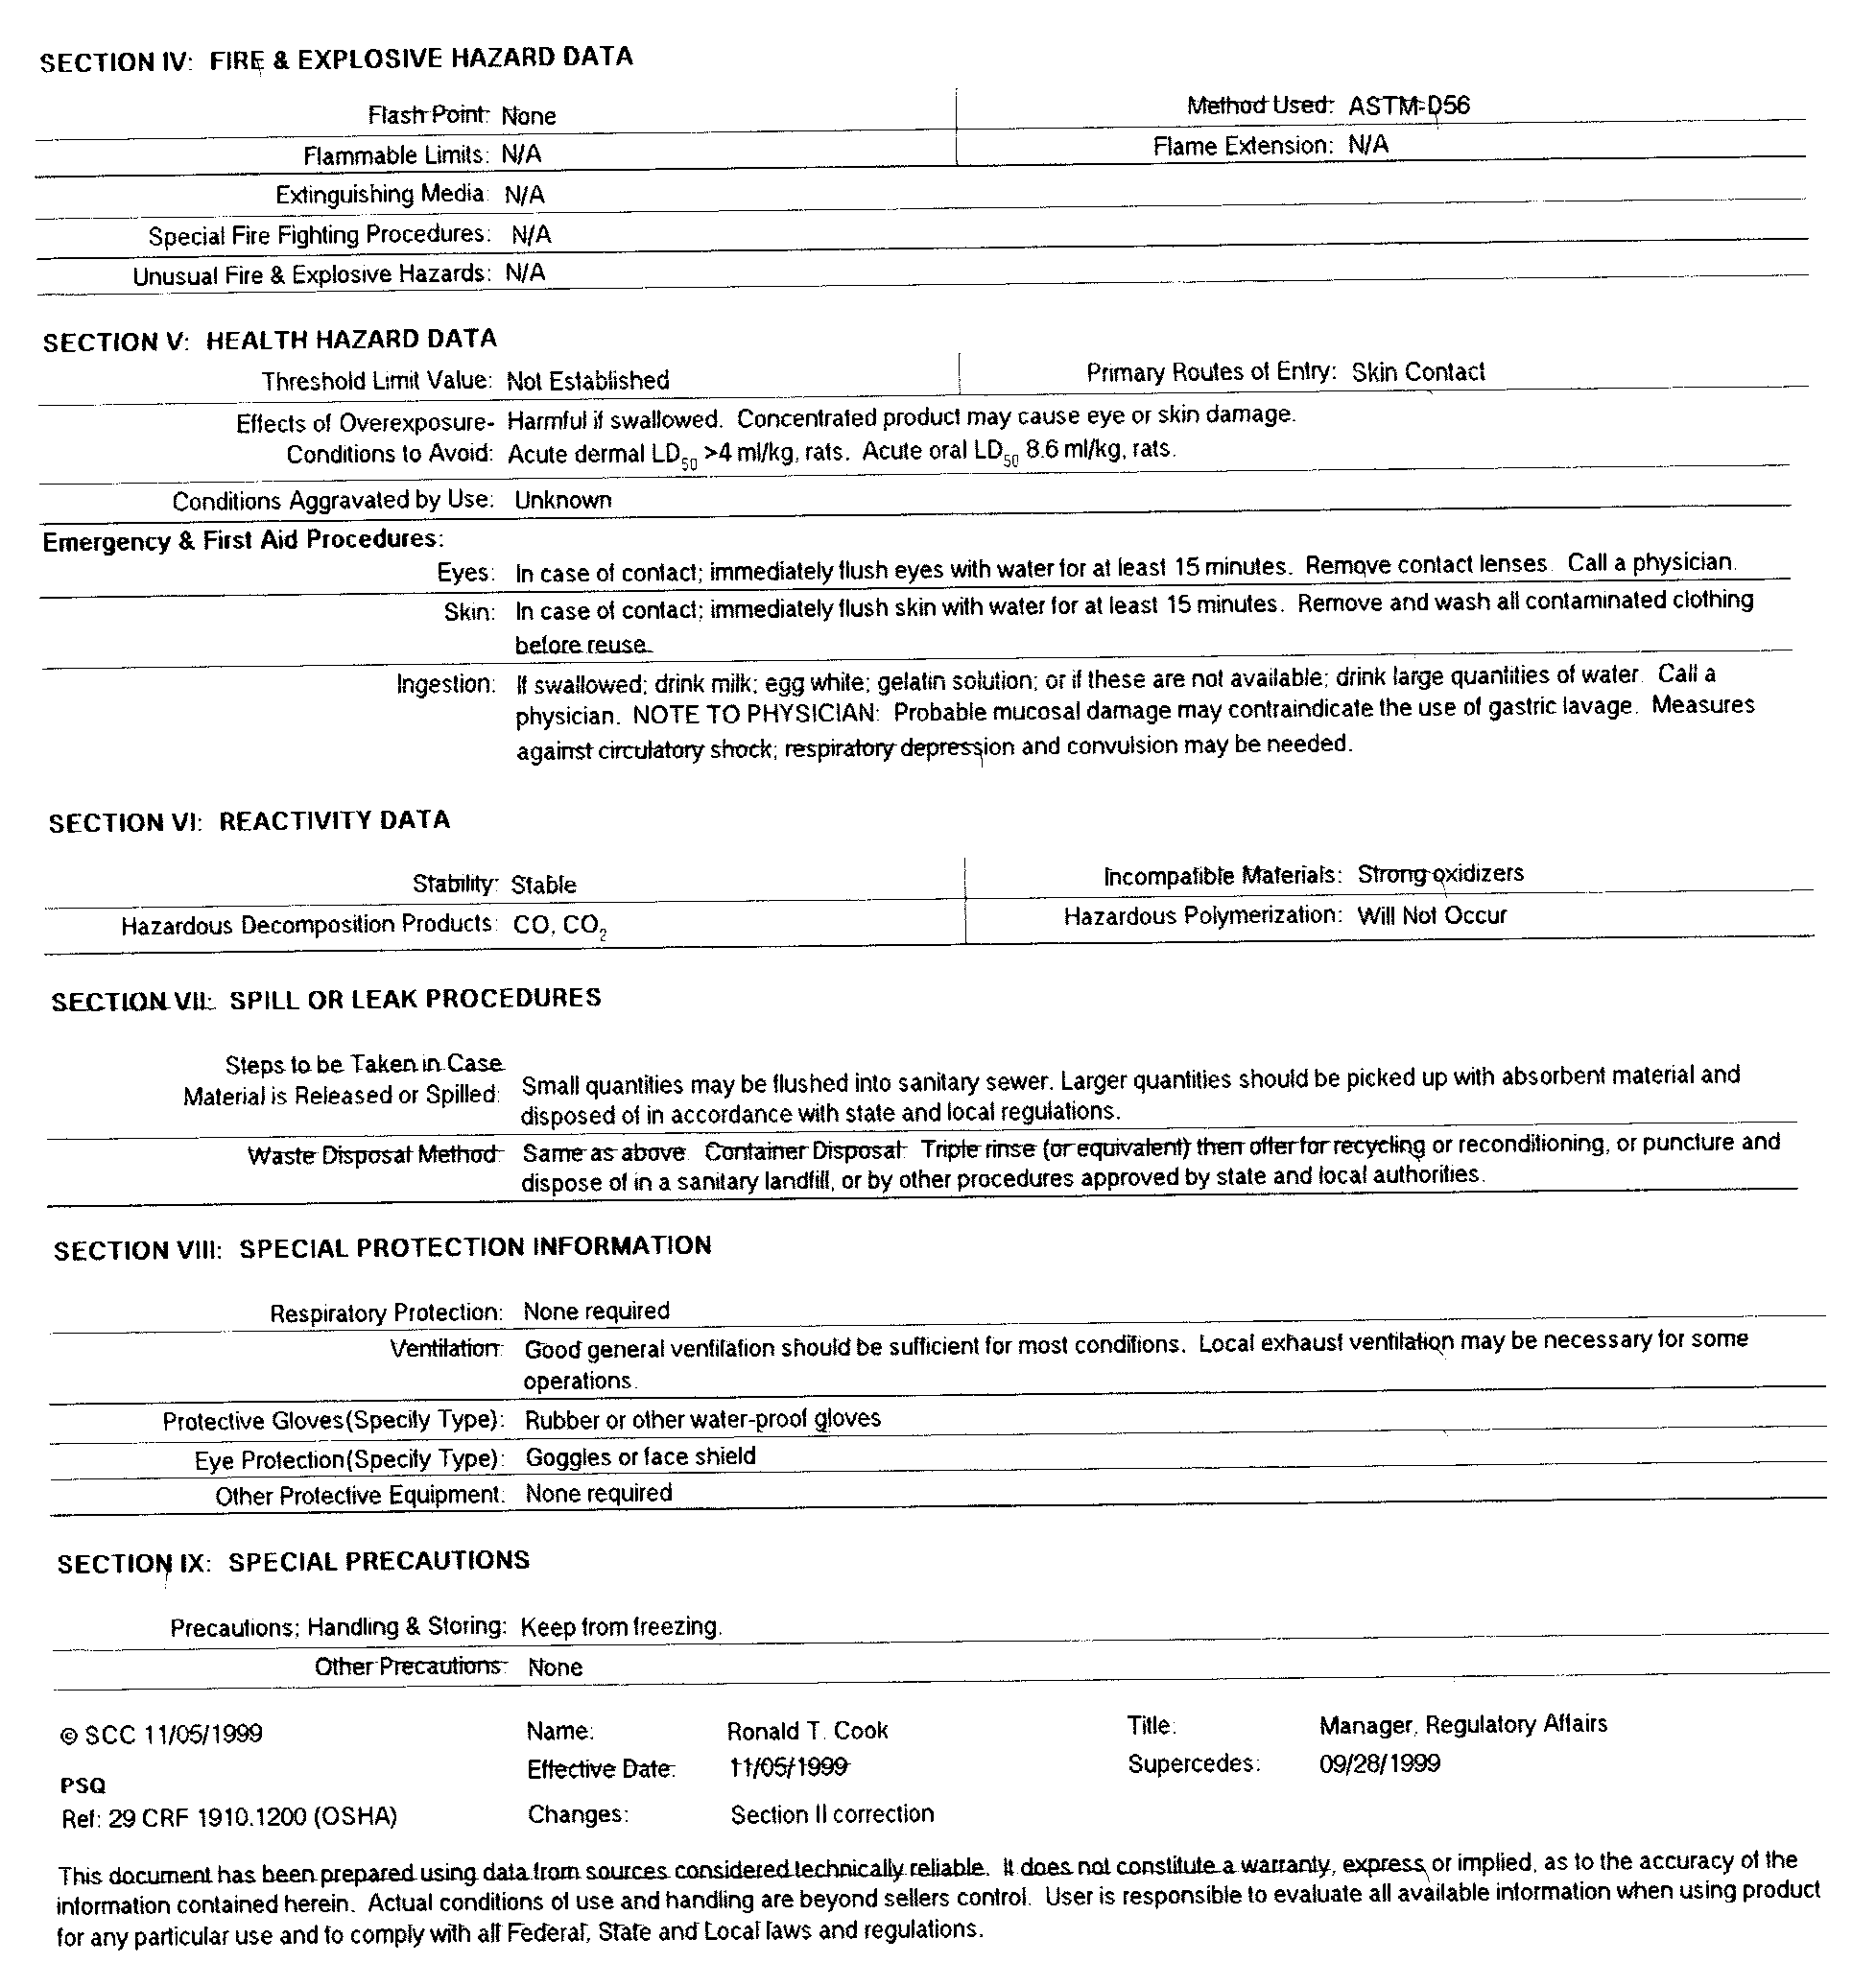 SECTION IV: FIRE & EXPLOSIVE HAZARD DATA
Flash Point: None
Method Used: ASTM-D56
Flammable Limits: N/A
Flame Extension: N/A
Extinguishing Media: N/A
Special Fire Fighting Procedures: N/A
Unusual Fire & Explosive Hazards: N/A
SECTION V: HEALTH HAZARD DATA
Threshold Limit Value: Not Established
Primary Routes of Entry: Skin Contact
Effects of Overexposure- Harmful if swallowed. Concentrated product may cause eye or skin damage.
Conditions to Avoid: Acute dermal LD50 >4 ml/kg, rats. Acute oral LD50 8.6 ml/kg, rats.
Conditions Aggravated by Use: Unknown
Emergency & First Aid Procedures:
Eyes: In case of contact; immediately flush eyes with water for at least 15 minutes. Remove contact lenses. Call a physician.
Skin: In case of contact; immediately flush skin with water for at least 15 minutes. Remove and wash all contaminated clothing
before reuse.
Ingestion: If swallowed; drink milk; egg white; gelatin solution; or if these are not available; drink large quantities of water. Call a
physician. NOTE TO PHYSICIAN: Probable mucosal damage may contraindicate the use of gastric lavage. Measures
against circulatory shock; respiratory depression and convulsion may be needed.
SECTION VI: REACTIVITY DATA
Stability: Stable
Incompatible Materials: Strong oxidizers
Hazardous Decomposition Products: CO, CO2
Hazardous Polymerization: Will Not Occur
SECTION VII: SPILL OR LEAK PROCEDURES
Steps to be Taken in Case
Material is Released or Spilled: Small quantities may be flushed into sanitary sewer. Larger quantities should be picked up with absorbent material and
disposed of in accordance with state and local regulations.
Waste Disposal Method: Same as above. Container Disposal: Triple rinse (or equivalent) then offer for recycling or reconditioning, or puncture and
dispose of in a sanitary landfill, or by other procedures approved by state and local authorities.
SECTION VIII: SPECIAL PROTECTION INFORMATION
Respiratory Protection: None required
Ventilation: Good general ventilation should be sufficient for most conditions. Local exhaust ventilation may be necessary for some
operations.
Protective Gloves(Specify Type): Rubber or other water-proof gloves
Eye Protection(Specify Type): Goggles or face shield
Other Protective Equipment: None required
SECTION IX: SPECIAL PRECAUTIONS
Precautions; Handling & Storing: Keep from freezing.
Other Precautions: None
© SCC 11/05/1999
Name: Ronald T. Cook
Title: Manager, Regulatory Affairs
Effective Date: 11/05/1999
Supercedes: 09/28/1999
PSQ
Ref: 29 CRF 1910.1200 (OSHA)
Changes: Section II correction
This document has been prepared using data from sources considered technically reliable. It does not constitute a warranty, express or implied, as to the accuracy of the
information contained herein. Actual conditions of use and handling are beyond sellers control. User is responsible to evaluate all available information when using product
for any particular use and to comply with all Federal, State and Local laws and regulations.